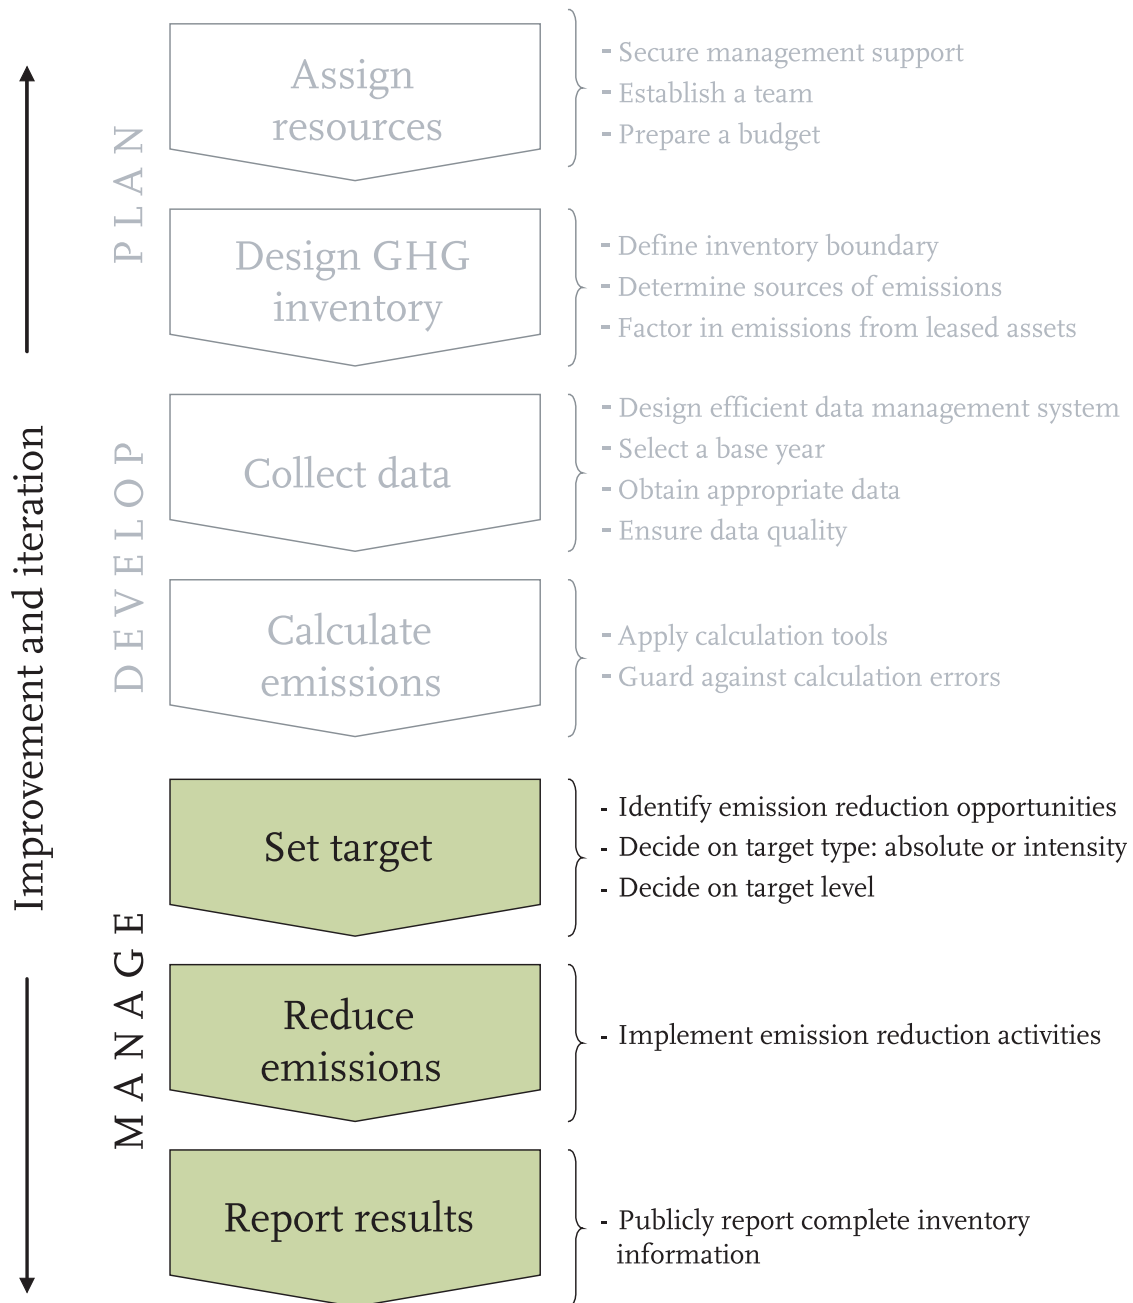 Improvement and iteration
PLAN
Assign
resources
- Secure management support
- Establish a team
- Prepare a budget
Design GHG
inventory
- Define inventory boundary
- Determine sources of emissions
- Factor in emissions from leased assets
DEVELOP
Collect data
- Design efficient data management system
- Select a base year
- Obtain appropriate data
- Ensure data quality
Calculate
emissions
- Apply calculation tools
- Guard against calculation errors
MANAGE
Set target
- Identify emission reduction opportunities
- Decide on target type: absolute or intensity
- Decide on target level
Reduce
emissions
- Implement emission reduction activities
Report results
- Publicly report complete inventory
information